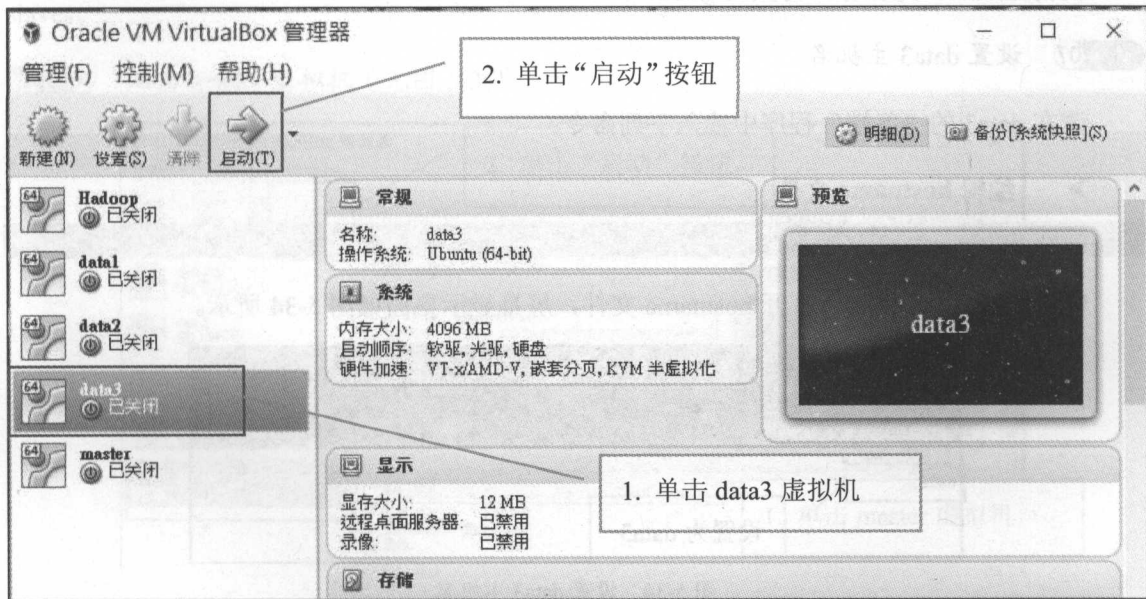 Oracle VM VirtualBox 管理器
管理(F) 控制(M) 帮助(H)
2. 单击“启动”按钮
新建(N) 设置(S) 清除 启动(T)
明细(D) 备份[系统快照](S)
64 Hadoop
已关闭
64 data1
已关闭
64 data2
已关闭
64 data3
已关闭
64 master
已关闭
常规
名称: data3
操作系统: Ubuntu (64-bit)
系统
内存大小: 4096 MB
启动顺序: 软驱, 光驱, 硬盘
硬件加速: VT-x/AMD-V, 嵌套分页, KVM 半虚拟化
预览
data3
显示
显存大小: 12 MB
远程桌面服务器: 已禁用
录像: 已禁用
1. 单击 data3 虚拟机
存储